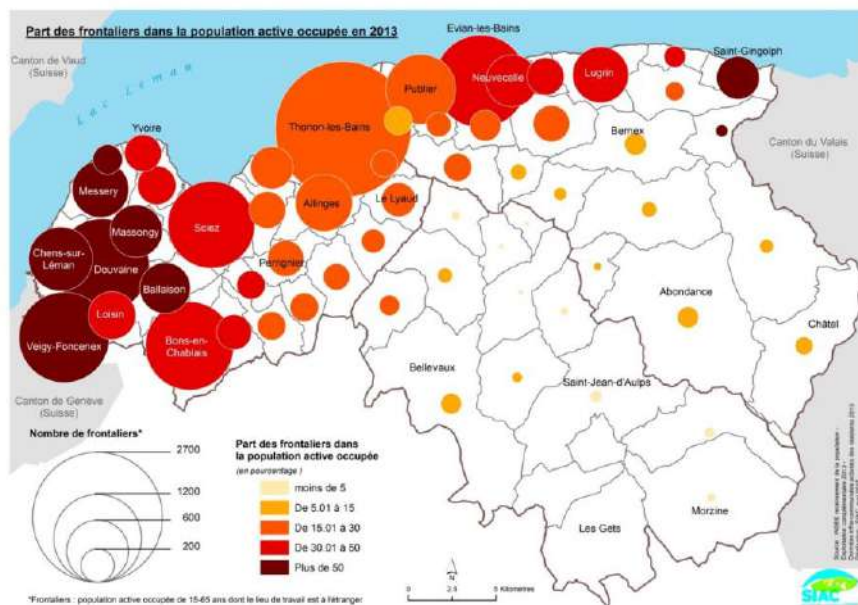 Part des frontaliers dans la population active occupée en 2013
Evian-les-Bains
Canton de Vaud
(Suisse)
Saint-Gingolph
Lac Léman
Publier
Neuvecelle
Lugrin
Thonon-les-Bains
Yvoire
Bernex
Canton du Valais
(Suisse)
Messery
Allinges
Le Lyaud
Massongy
Sciez
Chens-sur-
Léman
Douvaine
Perrignier
Ballaison
Abondance
Loisin
Châtel
Veigy-Foncenex
Bons-en-
Chablais
Bellevaux
Saint-Jean-d'Aulps
Canton de Genève
(Suisse)
Nombre de frontaliers*
2700
1200
600
200
Part des frontaliers dans
la population active occupée
(en pourcentage )
moins de 5
De 5.01 à 15
De 15.01 à 30
De 30.01 à 50
Plus de 50
Morzine
Les Gets
N
0 2.5 5 Kilomètres
*Frontaliers : population active occupée de 15-65 ans dont le lieu de travail est à l'étranger
SIAC